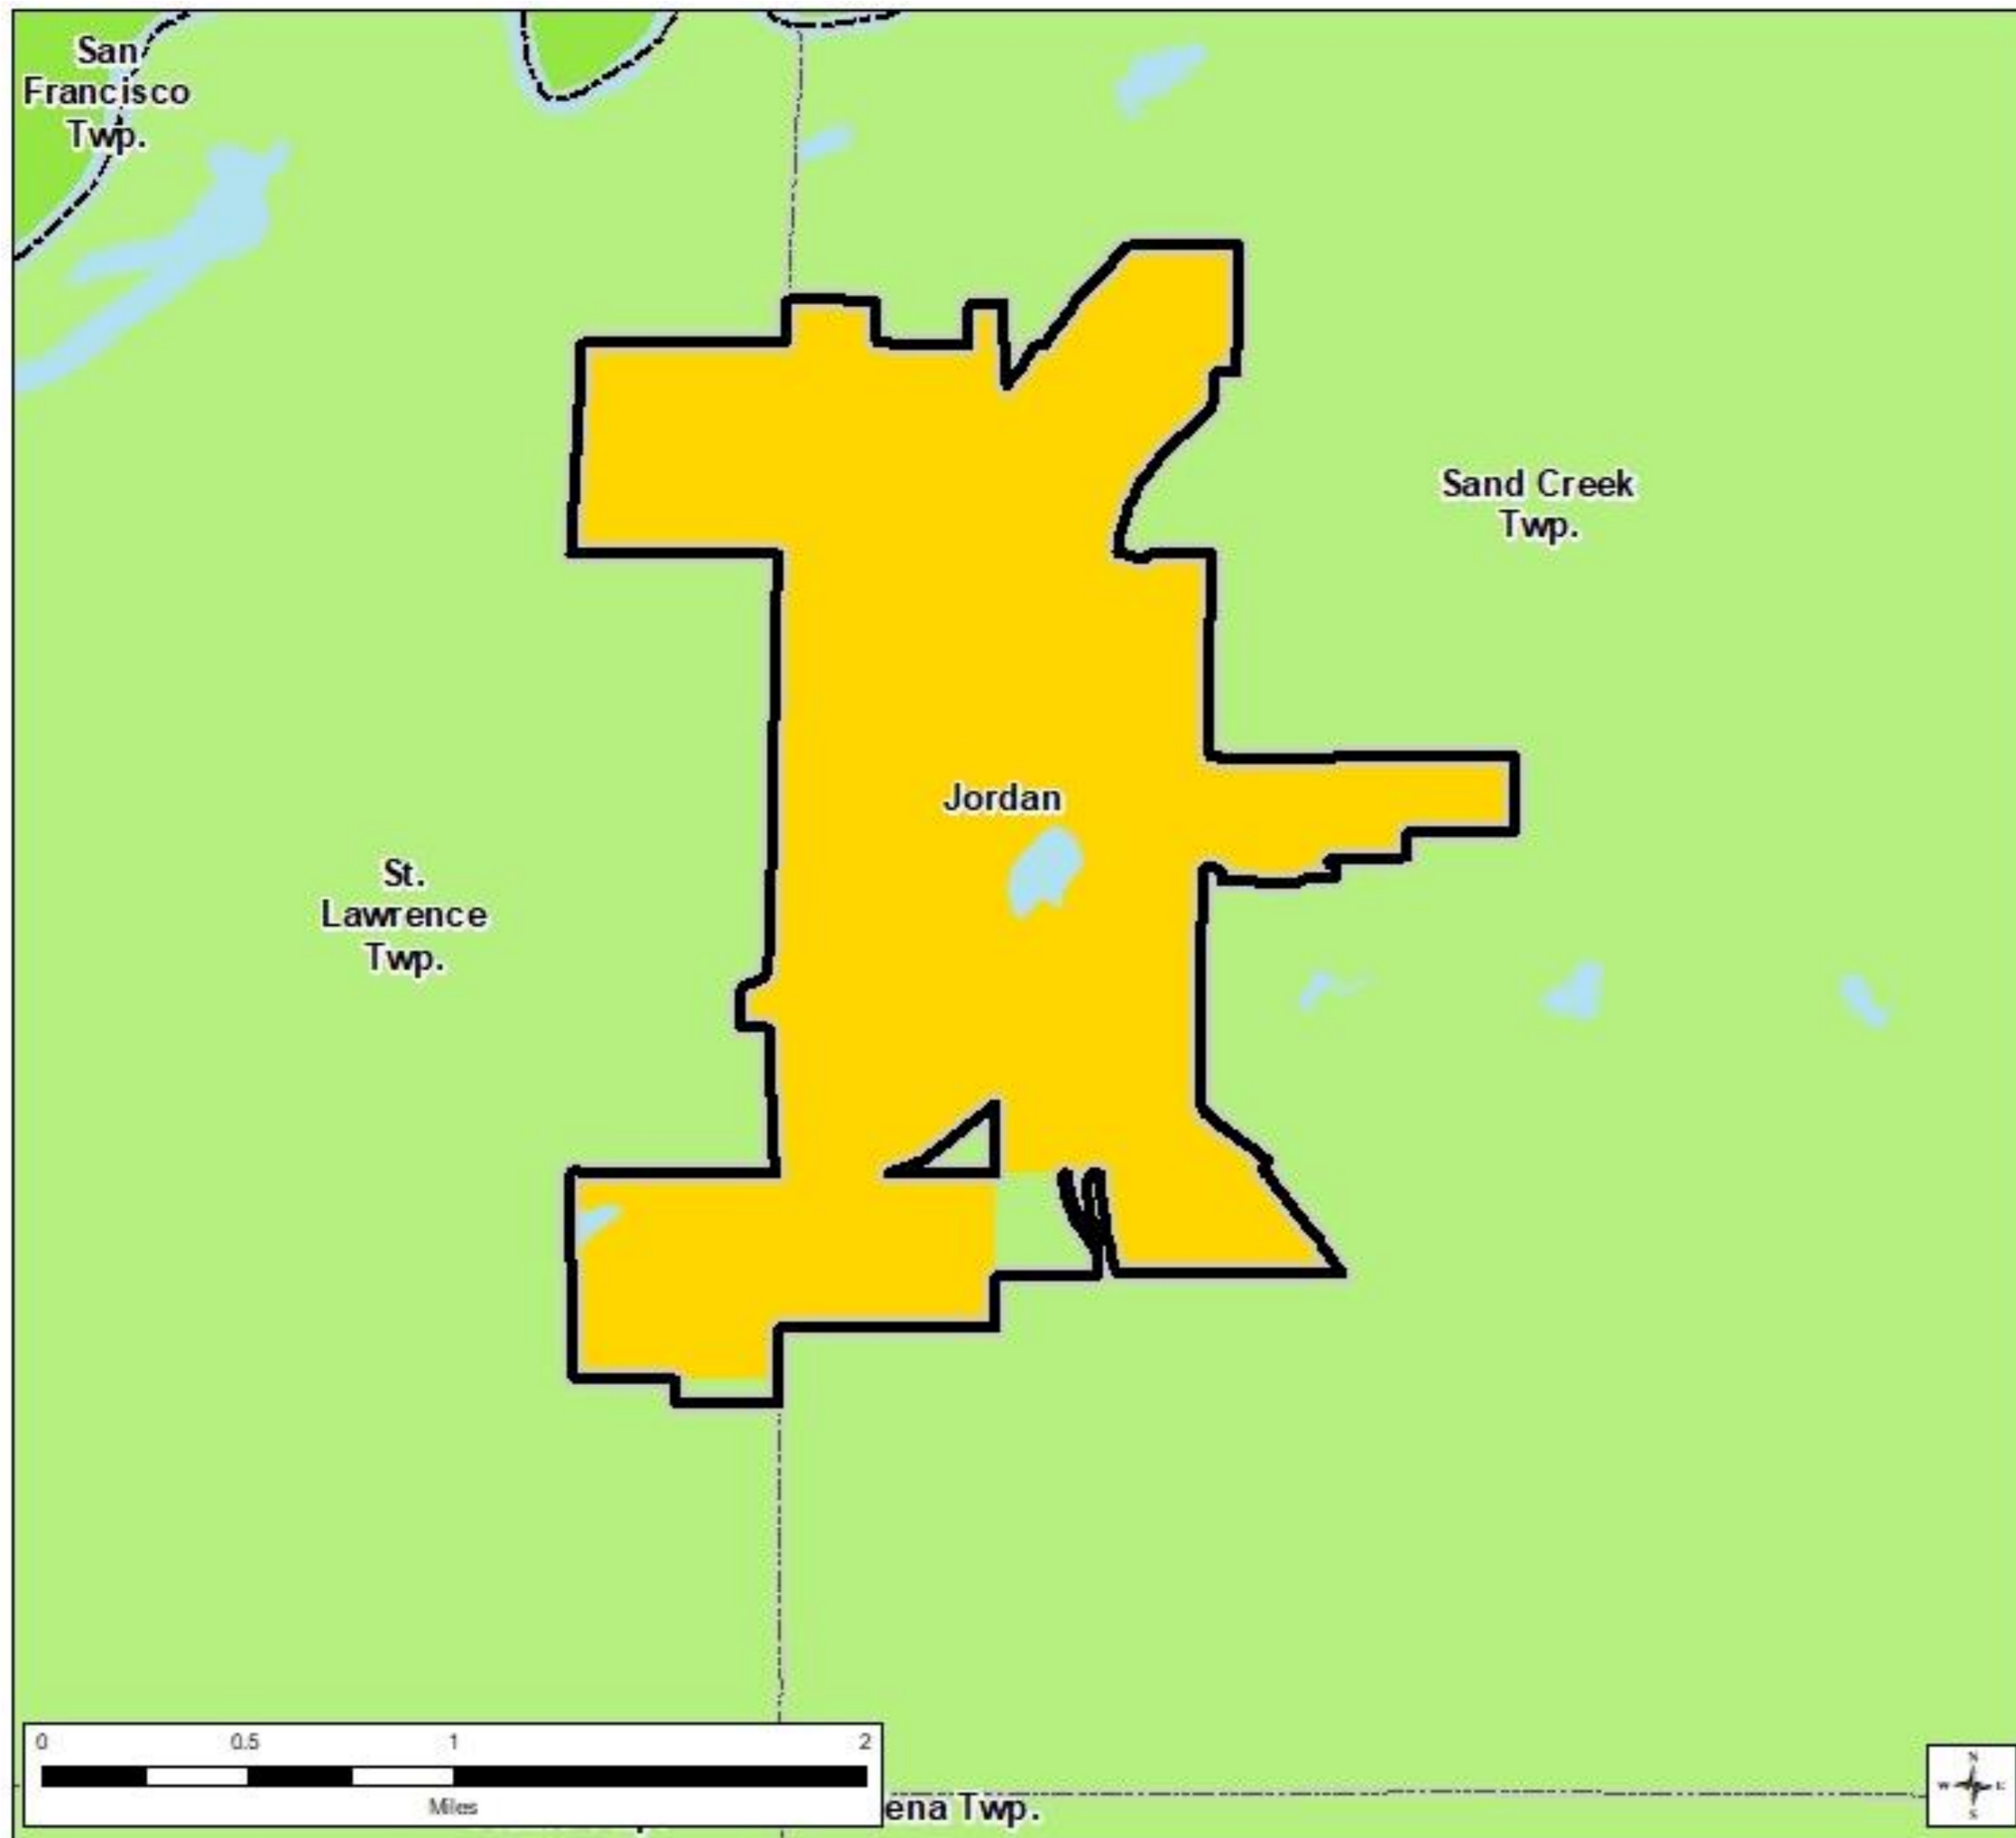 San
Francisco
Twp.
Sand Creek
Twp.
Jordan
St.
Lawrence
Twp.
0 0.5 1 2
Miles
ena Twp.
N
W E
S